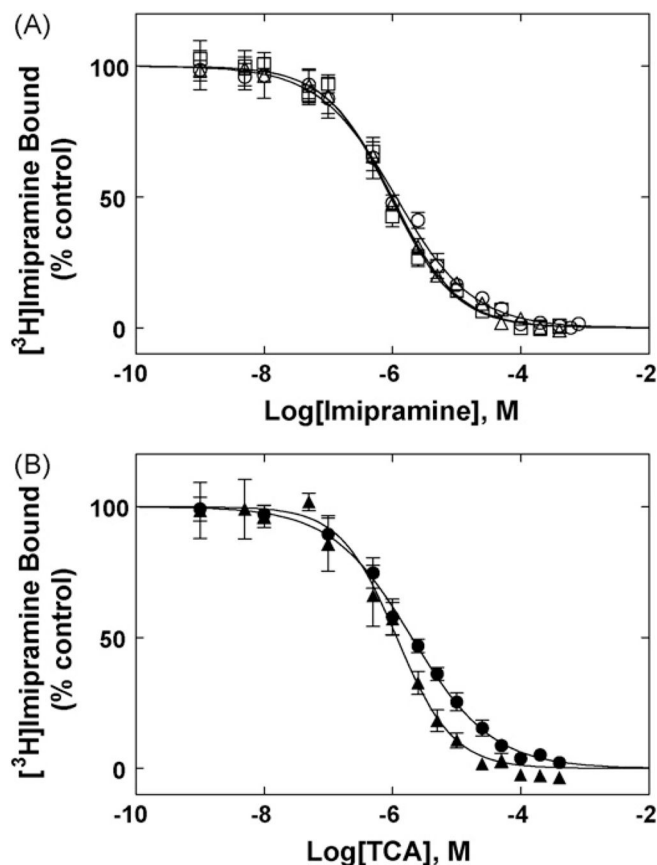 (A)
100
50
0
[³H]Imipramine Bound
(% control)
-10
-8
-6
-4
-2
Log[Imipramine], M
(B)
100
50
0
[³H]Imipramine Bound
(% control)
-10
-8
-6
-4
-2
Log[TCA], M